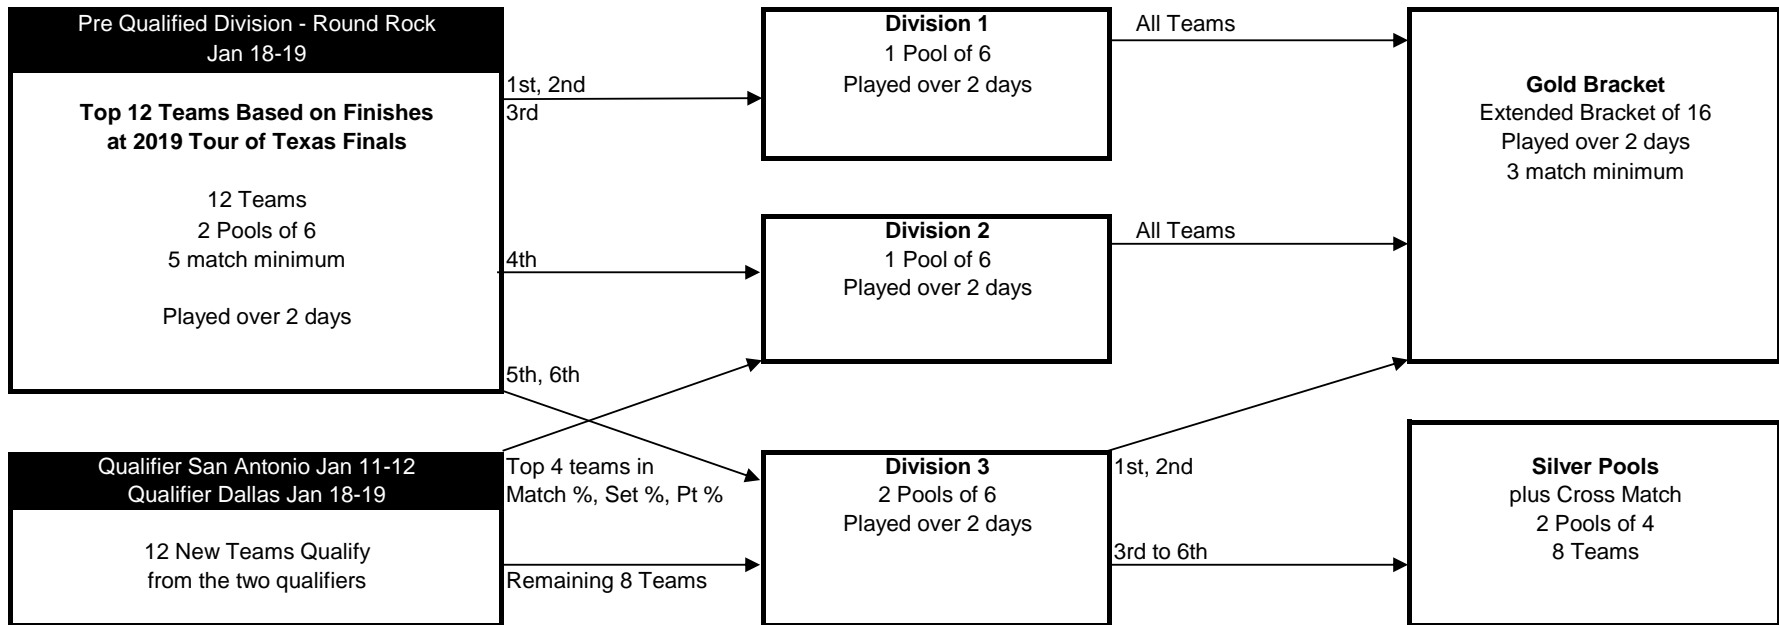 Pre Qualified Division - Round Rock
Jan 18-19
Top 12 Teams Based on Finishes
at 2019 Tour of Texas Finals
12 Teams
2 Pools of 6
5 match minimum
Played over 2 days
1st, 2nd
3rd
4th
5th, 6th
Qualifier San Antonio Jan 11-12
Qualifier Dallas Jan 18-19
12 New Teams Qualify
from the two qualifiers
Top 4 teams in
Match %, Set %, Pt %
Remaining 8 Teams
Division 1
1 Pool of 6
Played over 2 days
All Teams
Division 2
1 Pool of 6
Played over 2 days
All Teams
Division 3
2 Pools of 6
Played over 2 days
1st, 2nd
3rd to 6th
Gold Bracket
Extended Bracket of 16
Played over 2 days
3 match minimum
Silver Pools
plus Cross Match
2 Pools of 4
8 Teams